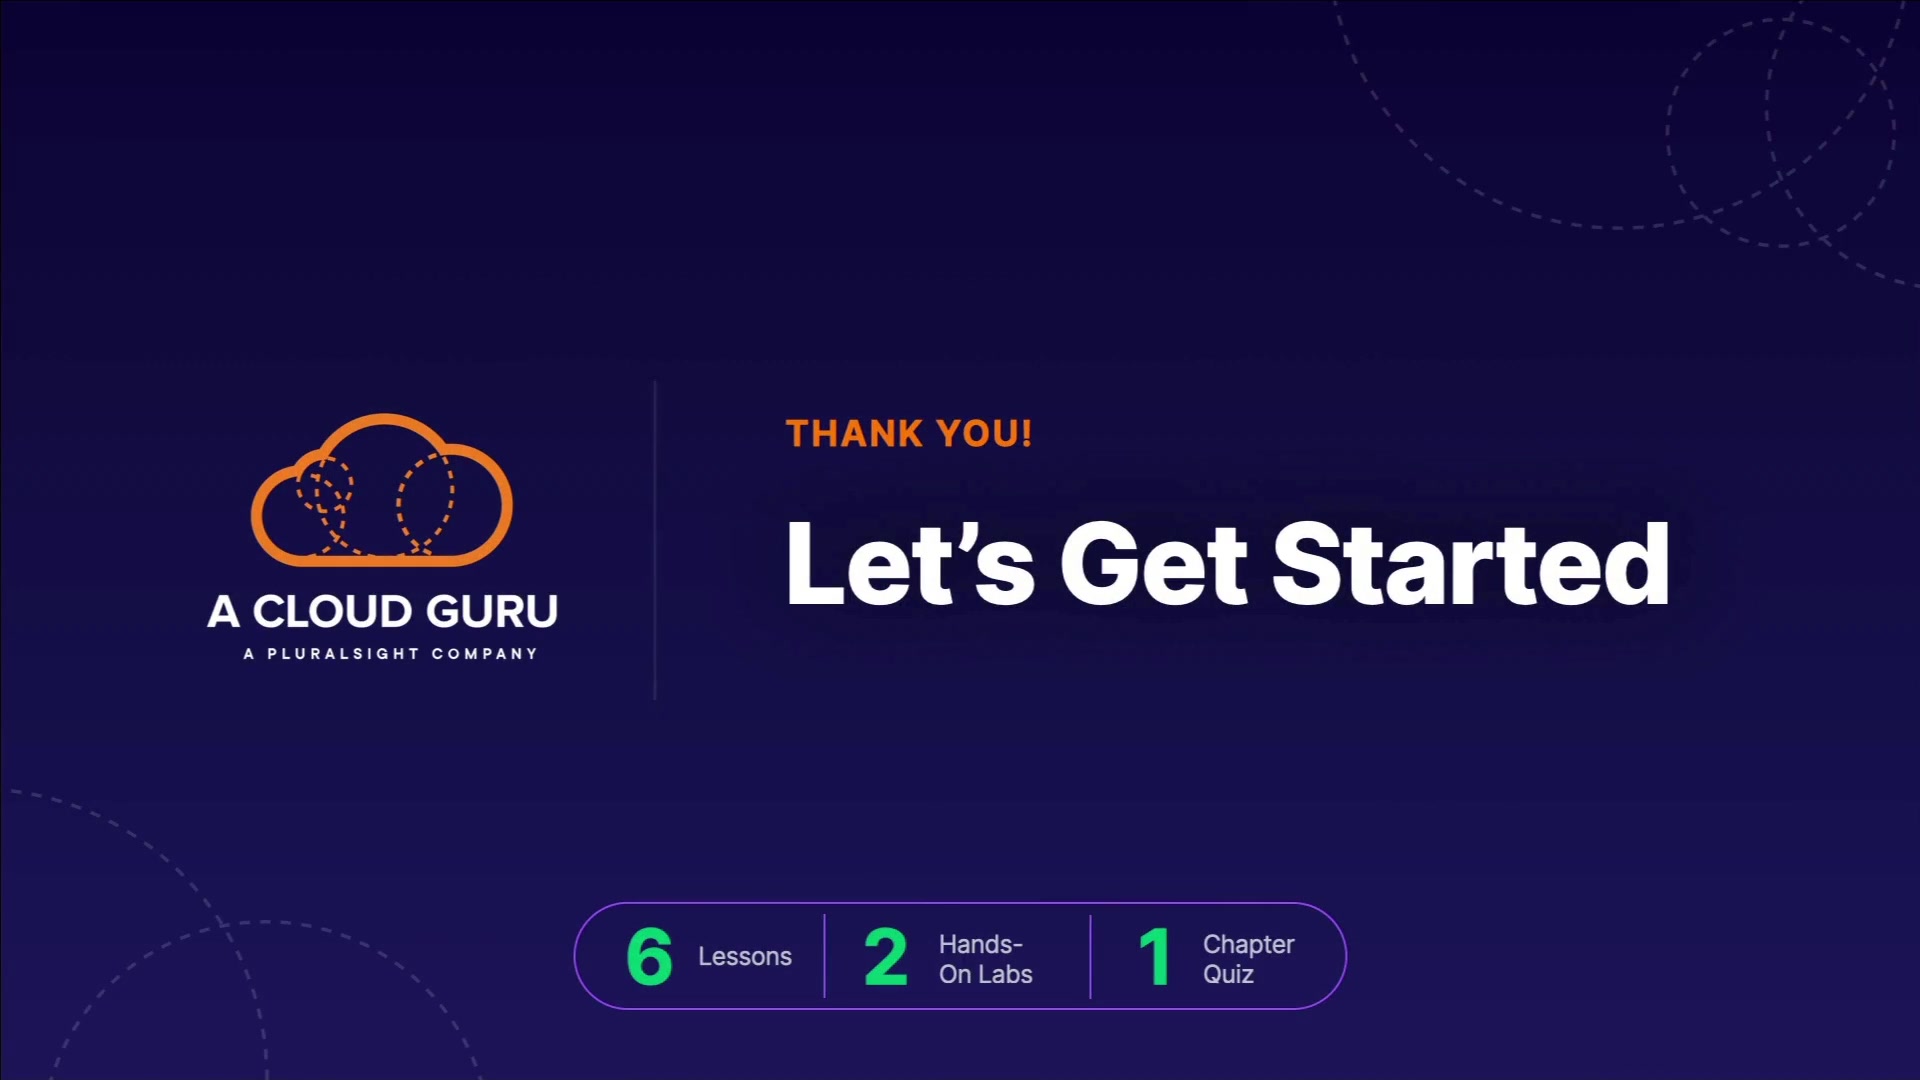 THANK YOU!
Let’s Get Started
A CLOUD GURU
A PLURALSIGHT COMPANY
6 Lessons
2 Hands-
On Labs
1 Chapter
Quiz